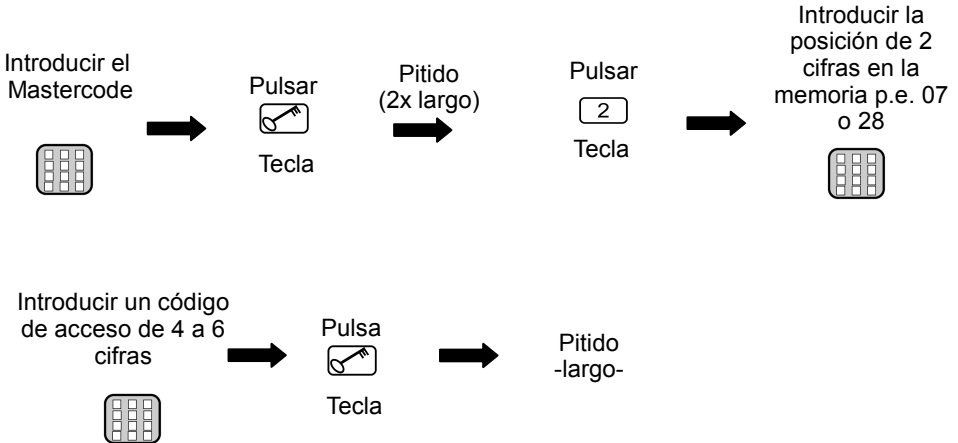 Introducir el
Mastercode
Pulsar
Tecla
Pitido
(2x largo)
Pulsar
2
Tecla
Introducir la
posición de 2
cifras en la
memoria p.e. 07
o 28
Introducir un código
de acceso de 4 a 6
cifras
Pulsa
Tecla
Pitido
-largo-